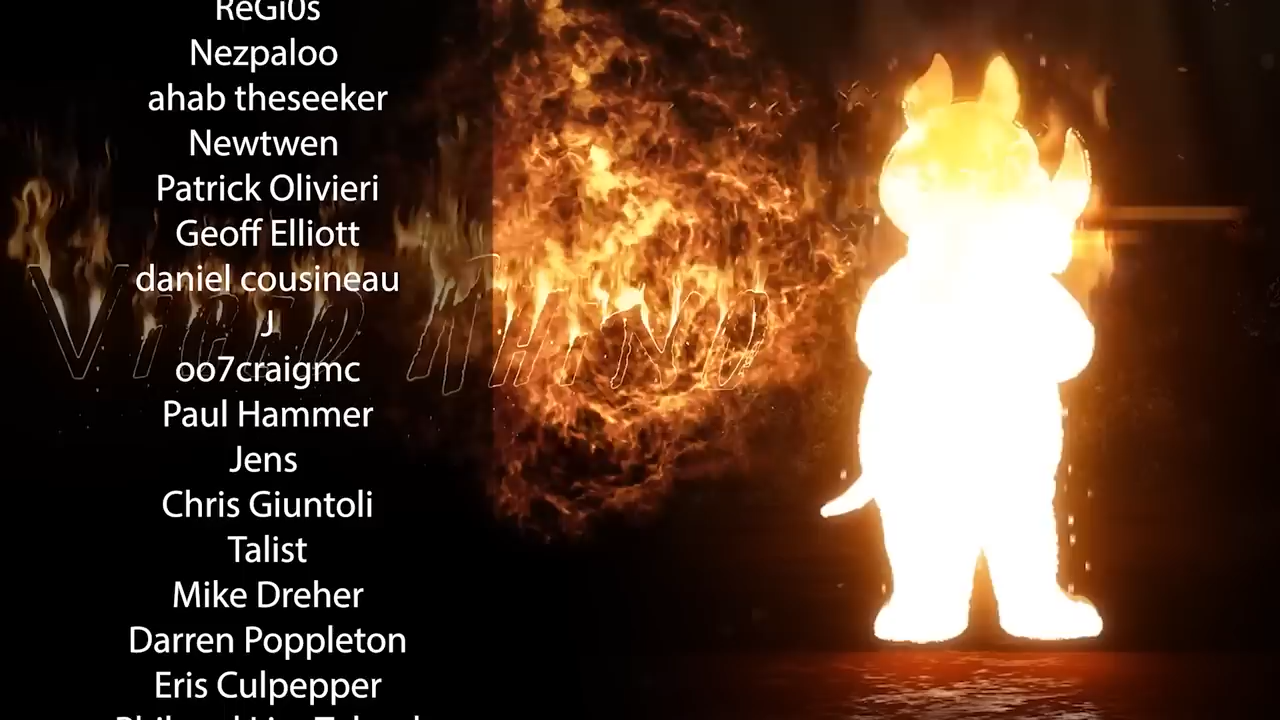 ReGi0s
Nezpaloo
ahab theseeker
Newtwen
Patrick Olivieri
Geoff Elliott
daniel cousineau
J
oo7craigmc
Paul Hammer
Jens
Chris Giuntoli
Talist
Mike Dreher
Darren Poppleton
Eris Culpepper